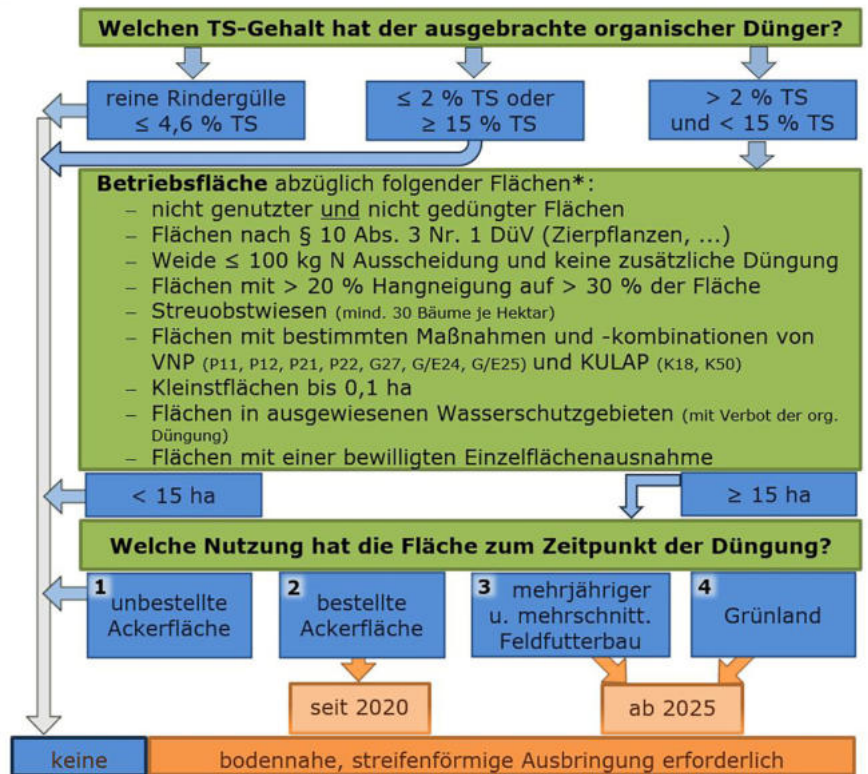 Welchen TS-Gehalt hat der ausgebrachte organischer Dünger?
reine Rindergülle
≤ 4,6 % TS
≤ 2 % TS oder
≥ 15 % TS
> 2 % TS
und < 15 % TS
Betriebsfläche abzüglich folgender Flächen*:
– nicht genutzter und nicht gedüngter Flächen
– Flächen nach § 10 Abs. 3 Nr. 1 DüV (Zierpflanzen, ...)
– Weide ≤ 100 kg N Ausscheidung und keine zusätzliche Düngung
– Flächen mit > 20 % Hangneigung auf > 30 % der Fläche
– Streuobstwiesen (mind. 30 Bäume je Hektar)
– Flächen mit bestimmten Maßnahmen und -kombinationen von
VNP (P11, P12, P21, P22, G27, G/E24, G/E25) und KULAP (K18, K50)
– Kleinstflächen bis 0,1 ha
– Flächen in ausgewiesenen Wasserschutzgebieten (mit Verbot der org.
Düngung)
– Flächen mit einer bewilligten Einzelflächenausnahme
< 15 ha
≥ 15 ha
Welche Nutzung hat die Fläche zum Zeitpunkt der Düngung?
1
unbestellte
Ackerfläche
2
bestellte
Ackerfläche
3
mehrjähriger
u. mehrschnitt.
Feldfutterbau
4
Grünland
seit 2020
ab 2025
keine
bodennahe, streifenförmige Ausbringung erforderlich